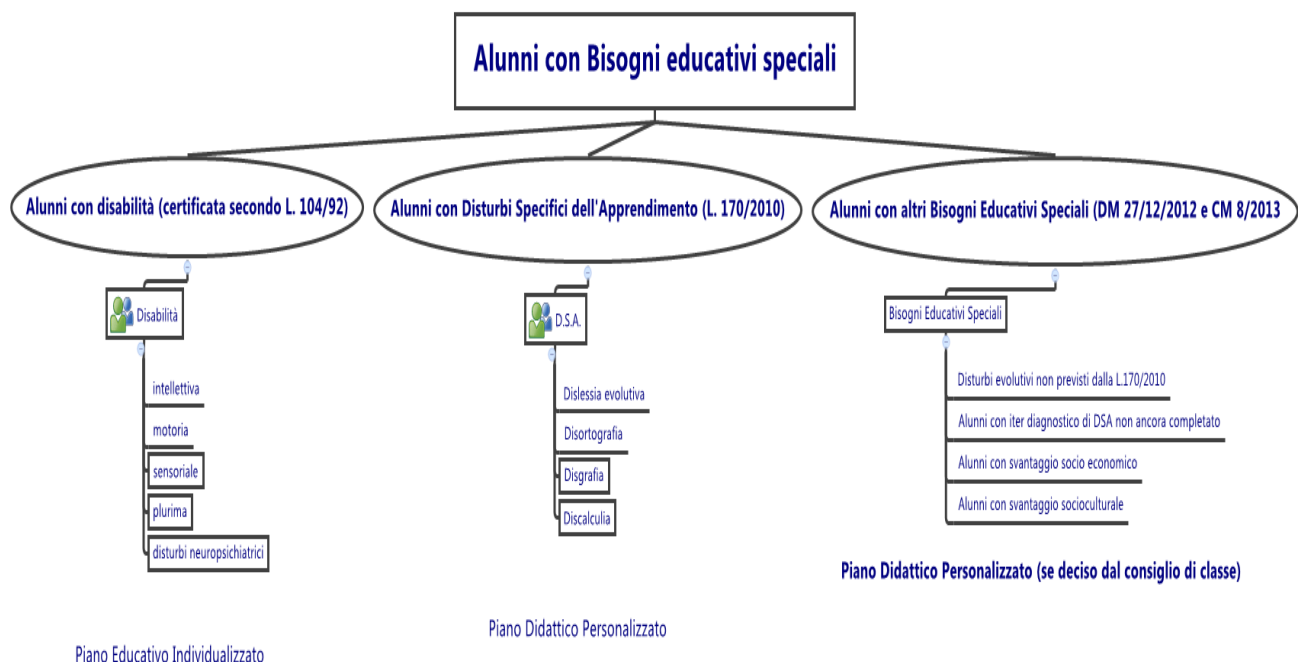 Alunni con Bisogni educativi speciali
Alunni con disabilità (certificata secondo L. 104/92)
Disabilità
intellettiva
motoria
sensoriale
plurima
disturbi neuropsichiatrici
Piano Educativo Individualizzato
Alunni con Disturbi Specifici dell'Apprendimento (L. 170/2010)
D.S.A.
Dislessia evolutiva
Disortografia
Disgrafia
Discalculia
Piano Didattico Personalizzato
Alunni con altri Bisogni Educativi Speciali (DM 27/12/2012 e CM 8/2013
Bisogni Educativi Speciali
Disturbi evolutivi non previsti dalla L.170/2010
Alunni con iter diagnostico di DSA non ancora completato
Alunni con svantaggio socio economico
Alunni con svantaggio socioculturale
Piano Didattico Personalizzato (se deciso dal consiglio di classe)